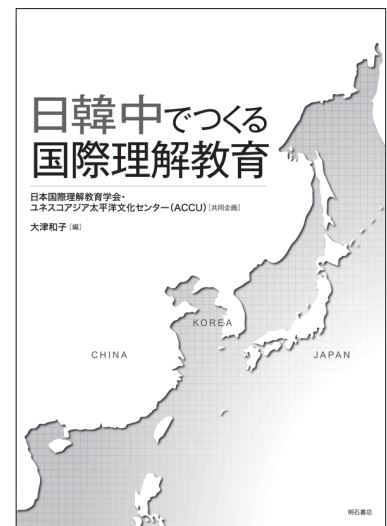 日韓中でつくる
国際理解教育
日本国際理解教育学会・
ユネスコアジア太平洋文化センター(ACCU)[共同企画]
大津和子[編]
KOREA
CHINA
JAPAN
明石書店